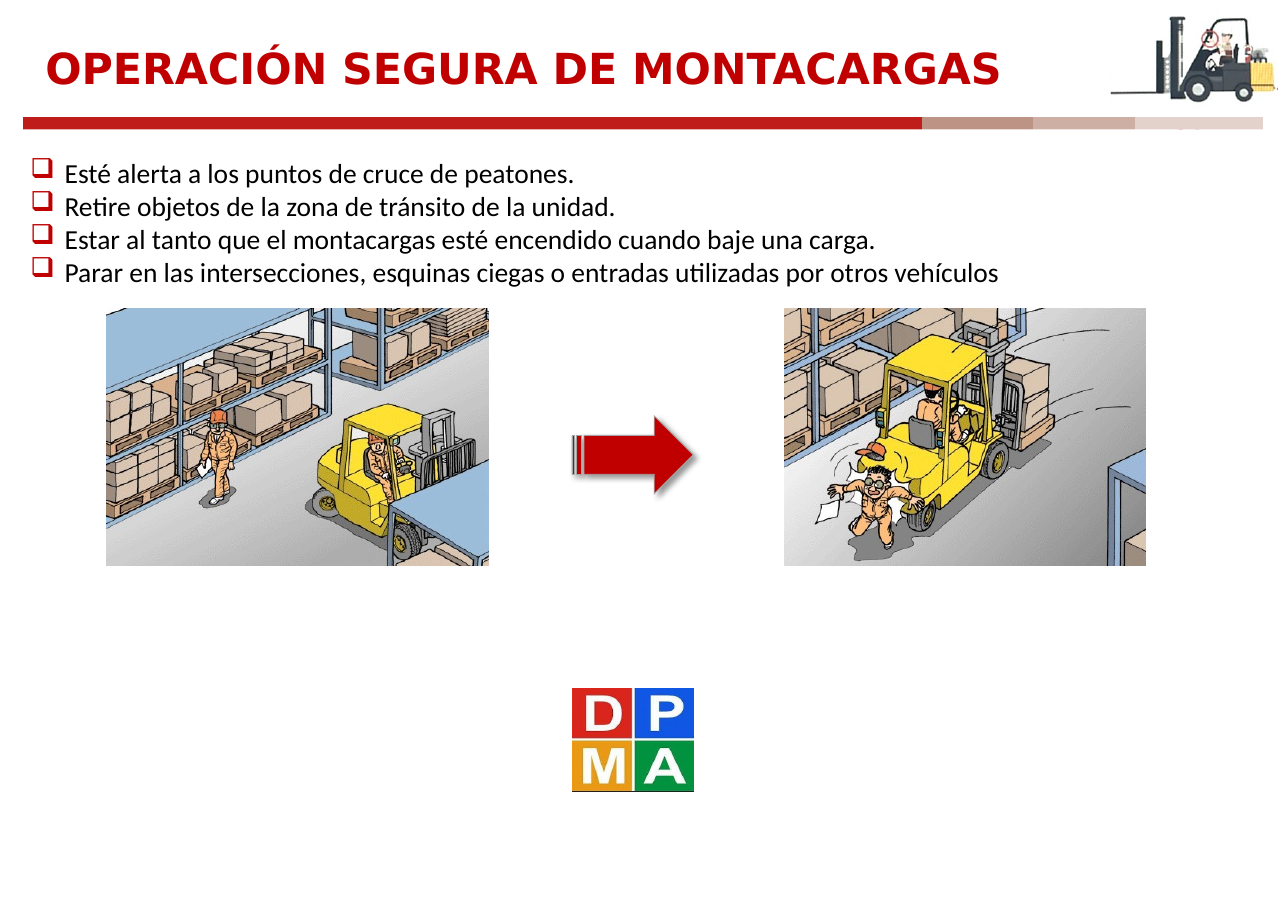 OPERACIÓN SEGURA DE MONTACARGAS
Esté alerta a los puntos de cruce de peatones.
Retire objetos de la zona de tránsito de la unidad.
Estar al tanto que el montacargas esté encendido cuando baje una carga.
Parar en las intersecciones, esquinas ciegas o entradas utilizadas por otros vehículos
D P
M A